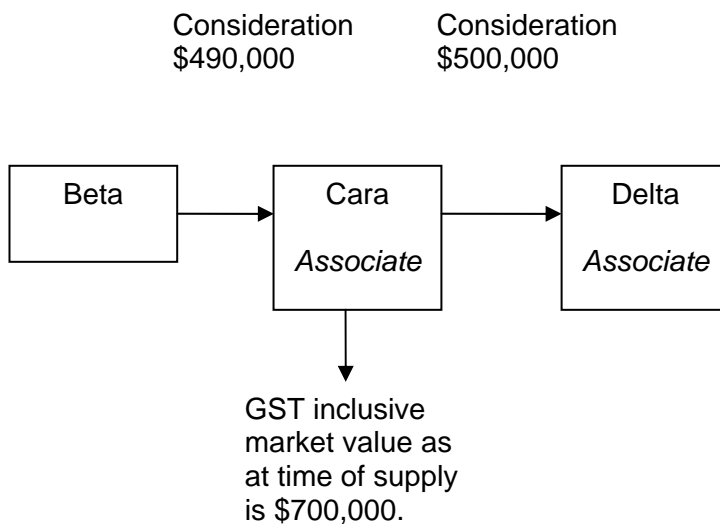 Consideration
$490,000
Consideration
$500,000
Beta
Cara
Associate
Delta
Associate
GST inclusive
market value as
at time of supply
is $700,000.